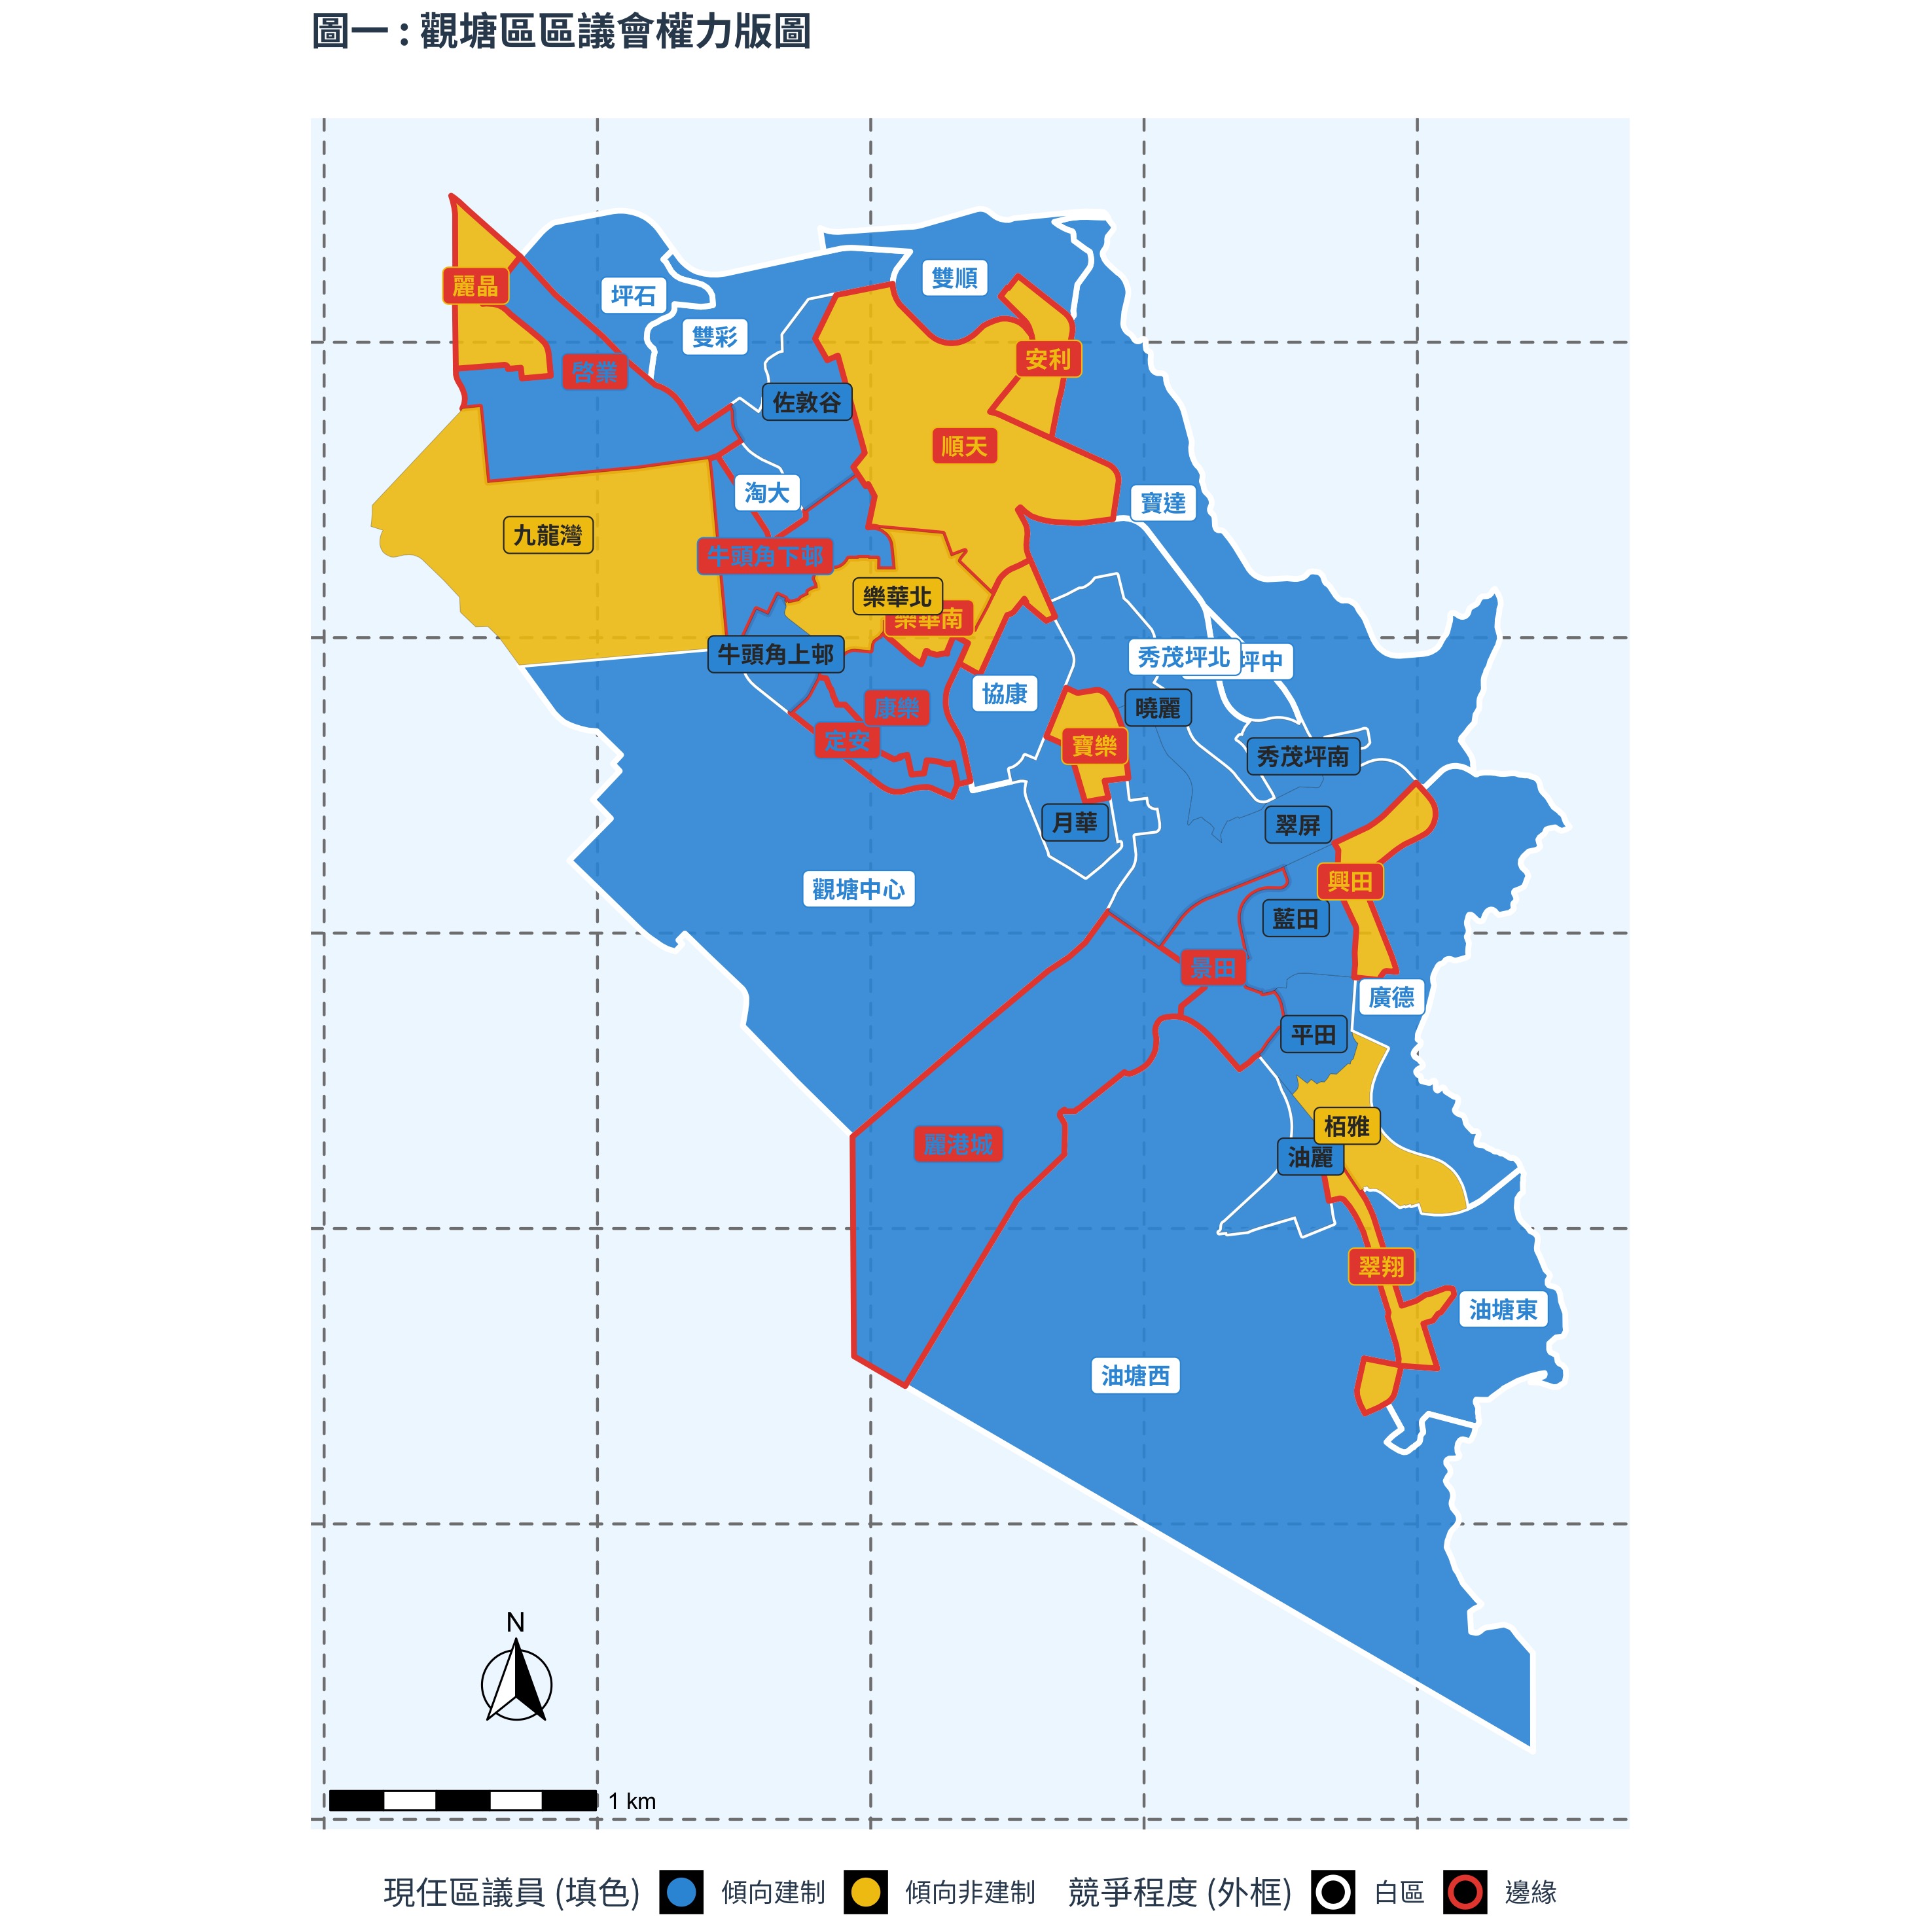 圖一 : 觀塘區區議會權力版圖
麗晶
坪石
雙順
雙彩
安利
啓業
佐敦谷
順天
淘大
寶達
九龍灣
牛頭角下邨
樂華北
樂華南
牛頭角上邨
秀茂坪北
坪中
協康
康樂
曉麗
定安
寶樂
秀茂坪南
月華
翠屏
觀塘中心
興田
藍田
景田
廣德
平田
栢雅
麗港城
油麗
翠翔
油塘東
油塘西
N
1 km
現任區議員 (填色) 傾向建制 傾向非建制 競爭程度 (外框) 白區 邊緣